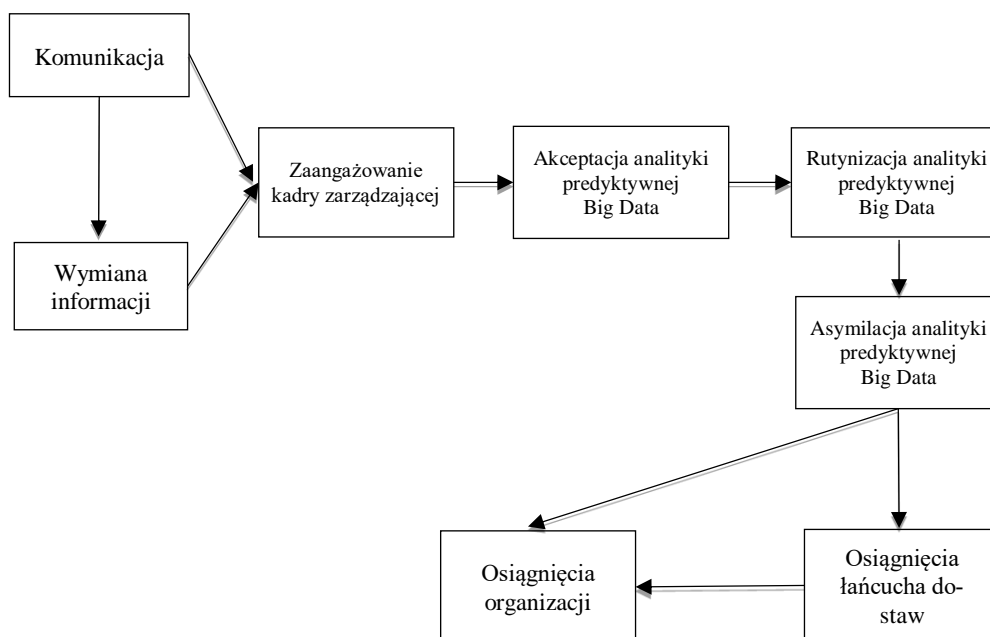 Komunikacja
Zaangażowanie
kadry zarządzającej
Akceptacja analityki
predyktywnej
Big Data
Rutynizacja analityki
predyktywnej
Big Data
Wymiana
informacji
Asymilacja analityki
predyktywnej
Big Data
Osiągnięcia
organizacji
Osiągnięcia
łańcucha do-
staw